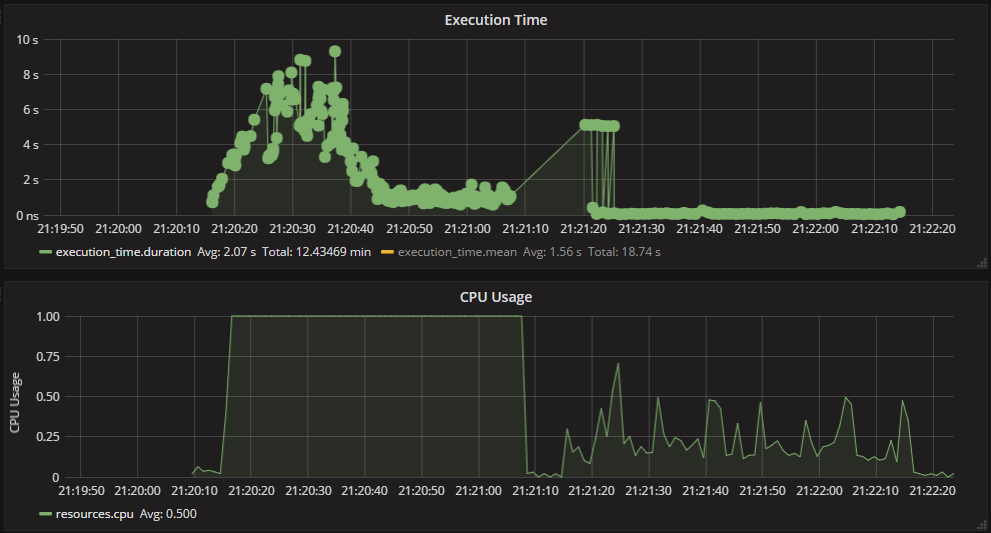 Execution Time
10 s
8 s
6 s
4 s
2 s
0 ns
21:19:50 21:20:00 21:20:10 21:20:20 21:20:30 21:20:40 21:20:50 21:21:00 21:21:10 21:21:20 21:21:30 21:21:40 21:21:50 21:22:00 21:22:10 21:22:20
execution_time.duration Avg: 2.07 s Total: 12.43469 min execution_time.mean Avg: 1.56 s Total: 18.74 s
CPU Usage
CPU Usage
1.00
0.75
0.50
0.25
0
21:19:50 21:20:00 21:20:10 21:20:20 21:20:30 21:20:40 21:20:50 21:21:00 21:21:10 21:21:20 21:21:30 21:21:40 21:21:50 21:22:00 21:22:10 21:22:20
resources.cpu Avg: 0.500